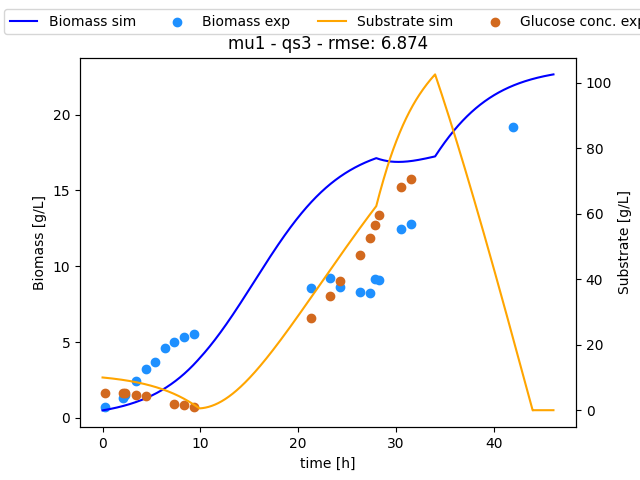 Biomass sim Biomass exp Substrate sim Glucose conc. exp
mu1 - qs3 - rmse: 6.874
Biomass [g/L]
20
15
10
5
0
100
80
60
40
20
0
Substrate [g/L]
0 10 20 30 40
time [h]